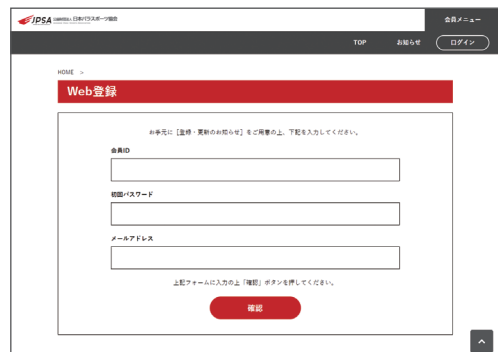 JPSA 公益財団法人 日本パラスポーツ協会
会員メニュー
TOP お知らせ ログイン
HOME >
Web登録
お手元に［登録・更新のお知らせ］をご用意の上、下記を入力してください。
会員ID
初回パスワード
メールアドレス
上記フォームに入力の上「確認」ボタンを押してください。
確認